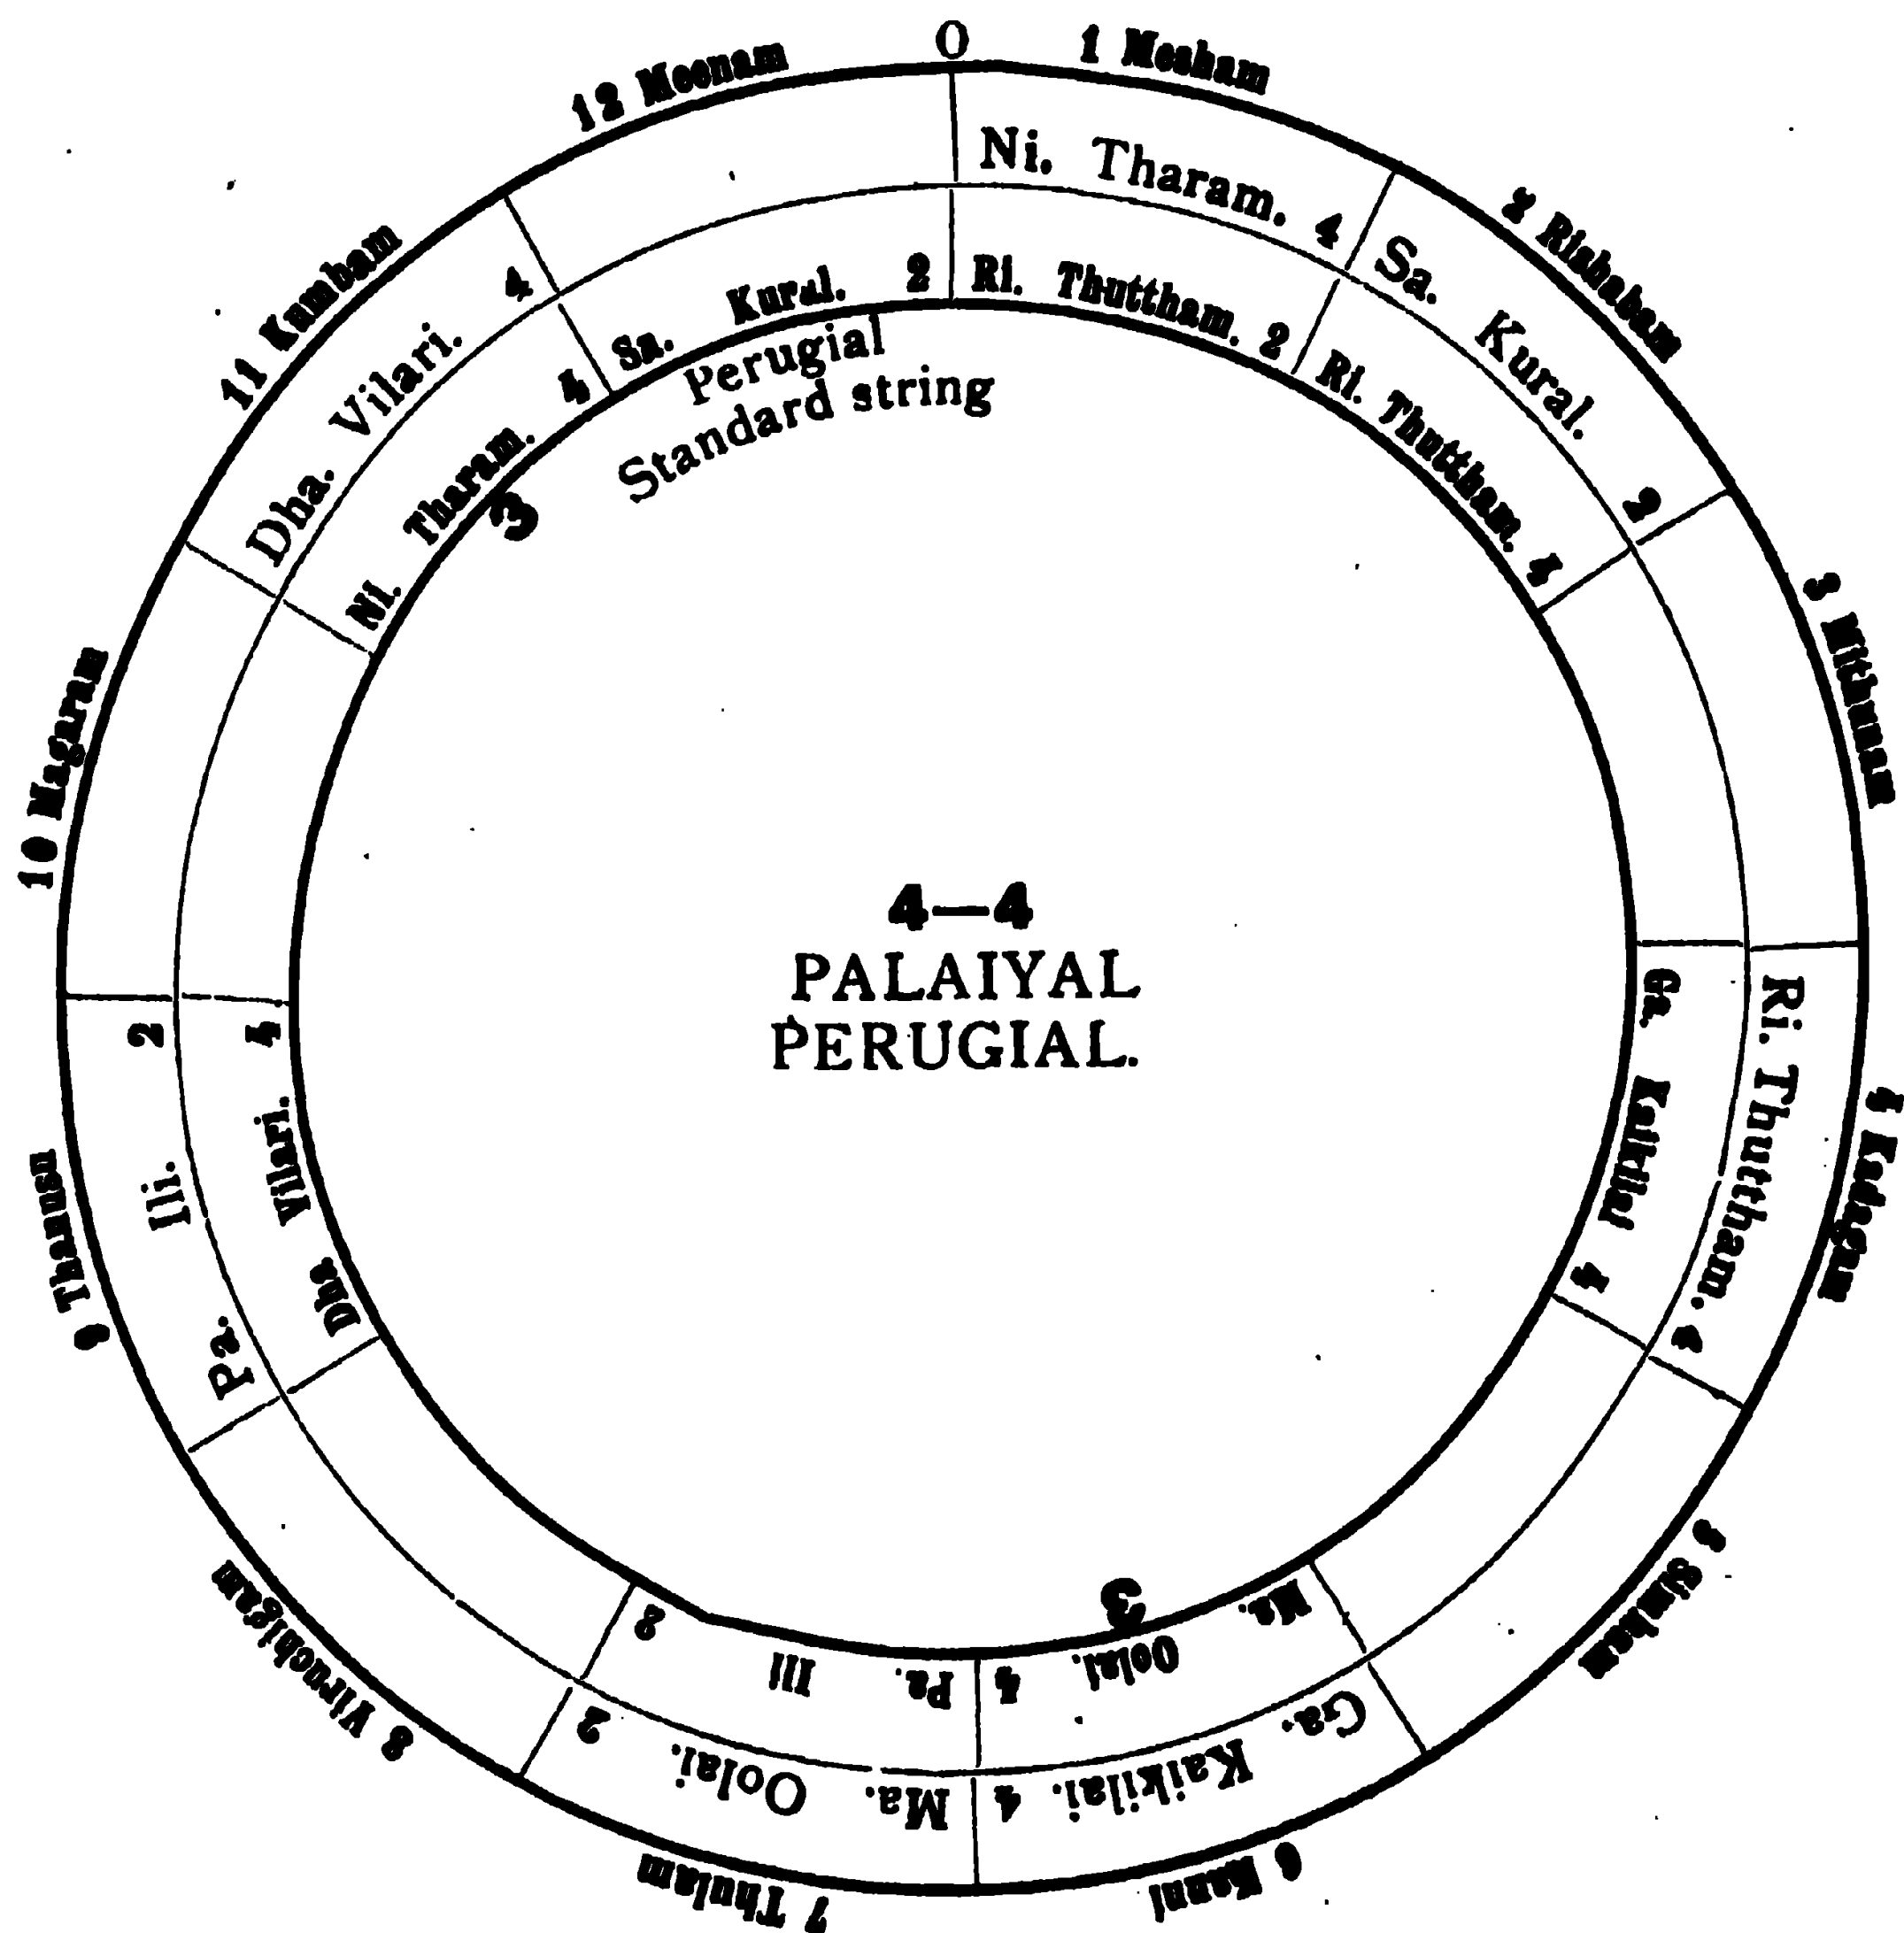 O
1 Mesham
2 Rishabam
3 Mithunam
4 Kadagam
6 Kanni
7 Thulam
8 Viruchigam
9 Thanusu
10 Magaram
11 Kumbam
12 Meenam
Ni. Tharam. 4
Sa. Kural. 2
Ri. Thuttham. 4
Ga. Kaikilai. 4
Ma. Oolai. 2
Pa. Ili. 2
Dha. Vilari. 4
Ri. Thuttham. 2
Ri. Thuttham. 4
Ga. Kaikilai 4
Ma. Oolai. 4
3
Pa. Ili 2
Dha Vilari. 4
Ni. Tharam. 4
3
Sa. Kural. 2
Perugial
Standard string
4—4
PALAIYAL
PERUGIAL.